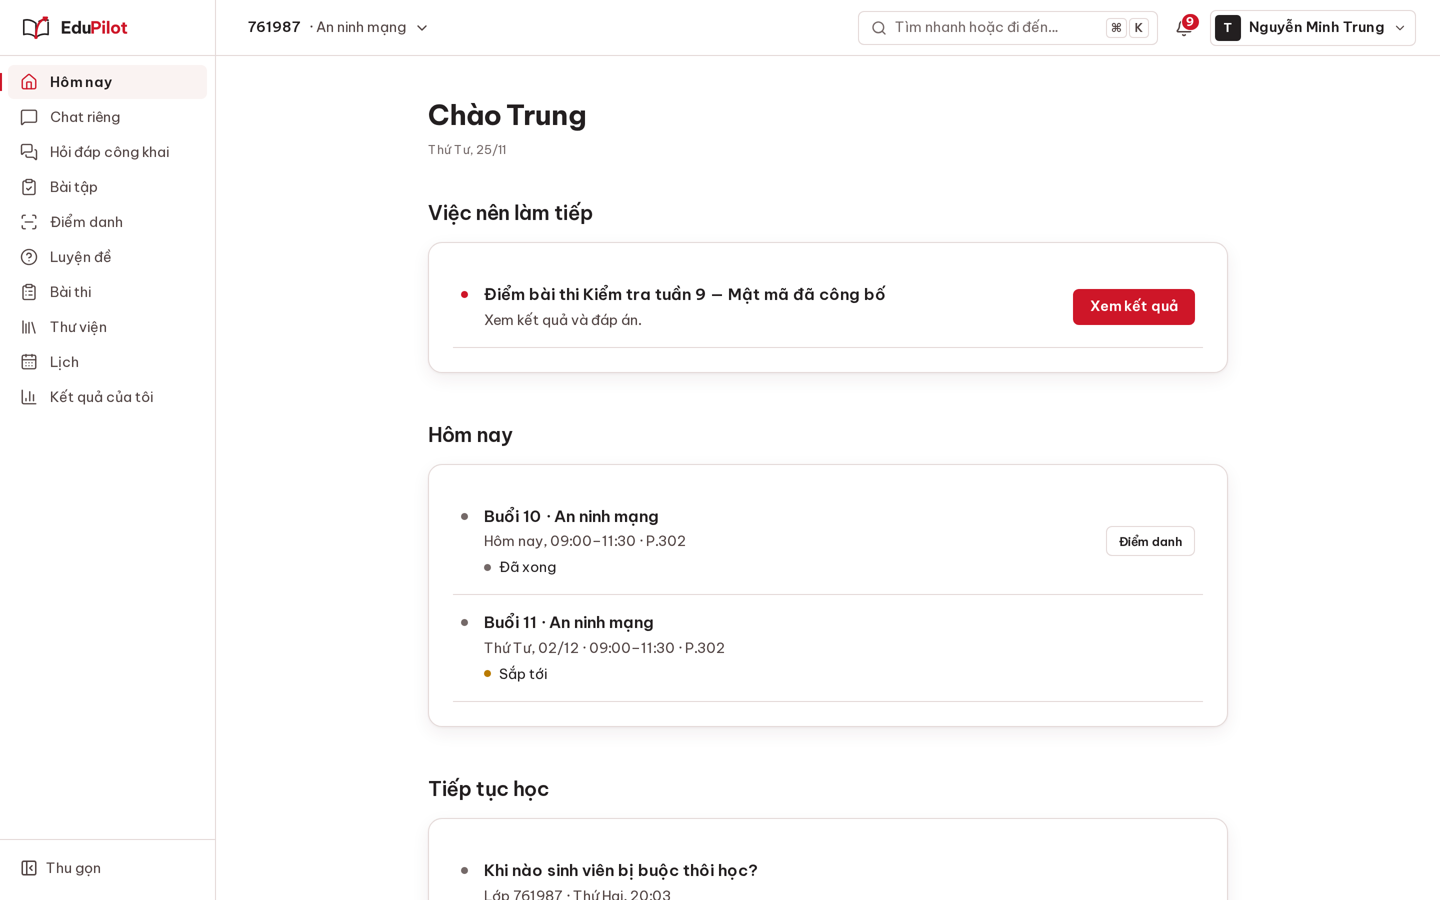 EduPilot
761987 · An ninh mạng
Tìm nhanh hoặc đi đến...
⌘ K
9
T Nguyễn Minh Trung
Hôm nay
Chat riêng
Hỏi đáp công khai
Bài tập
Điểm danh
Luyện đề
Bài thi
Thư viện
Lịch
Kết quả của tôi
Thu gọn
Chào Trung
Thứ Tư, 25/11
Việc nên làm tiếp
Điểm bài thi Kiểm tra tuần 9 — Mật mã đã công bố
Xem kết quả và đáp án.
Xem kết quả
Hôm nay
Buổi 10 · An ninh mạng
Hôm nay, 09:00–11:30 · P.302
Đã xong
Điểm danh
Buổi 11 · An ninh mạng
Thứ Tư, 02/12 · 09:00–11:30 · P.302
Sắp tới
Tiếp tục học
Khi nào sinh viên bị buộc thôi học?
Lớp 761987 · Thứ Hai, 20:03